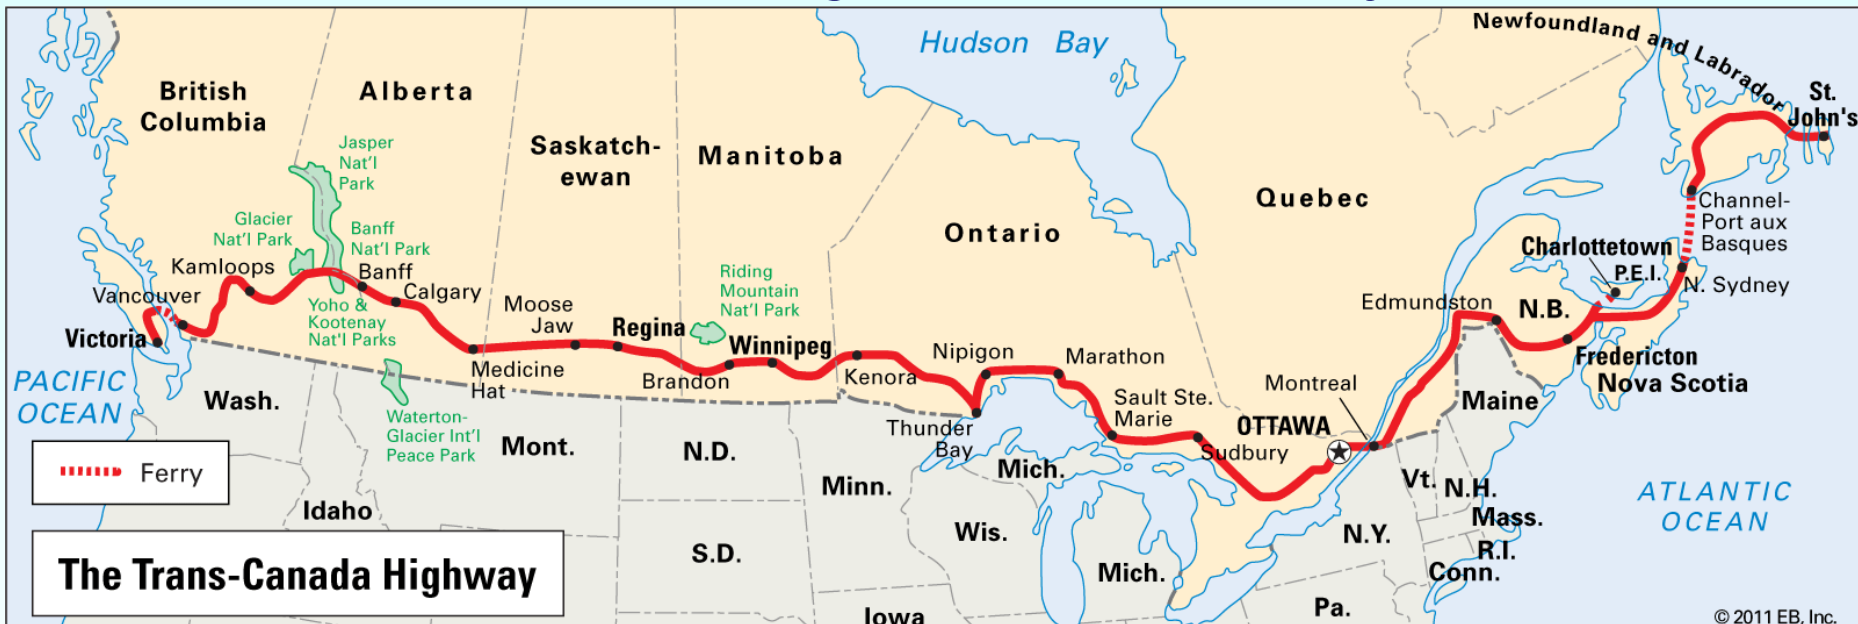 Hudson Bay
Newfoundland and Labrador
St.
John's
British
Columbia
Alberta
Saskatch-
ewan
Manitoba
Ontario
Quebec
Jasper
Nat'l
Park
Glacier
Nat'l Park
Banff
Nat'l Park
Kamloops
Banff
Calgary
Vancouver
Victoria
Yoho &
Kootenay
Nat'l Parks
Moose
Jaw
Regina
Riding
Mountain
Nat'l Park
Winnipeg
Medicine
Hat
Brandon
Kenora
Nipigon
Marathon
Thunder
Bay
Sault Ste.
Marie
Sudbury
OTTAWA
Montreal
Edmundston
N.B.
Charlottetown
P.E.I.
Channel-
Port aux
Basques
N. Sydney
Fredericton
Nova Scotia
Maine
PACIFIC
OCEAN
Wash.
Waterton-
Glacier Int'l
Peace Park
Mont.
N.D.
Minn.
Mich.
Vt.
N.H.
Mass.
R.I.
Conn.
ATLANTIC
OCEAN
Ferry
Idaho
S.D.
Wis.
Mich.
N.Y.
Pa.
Iowa
The Trans-Canada Highway
© 2011 EB, Inc.